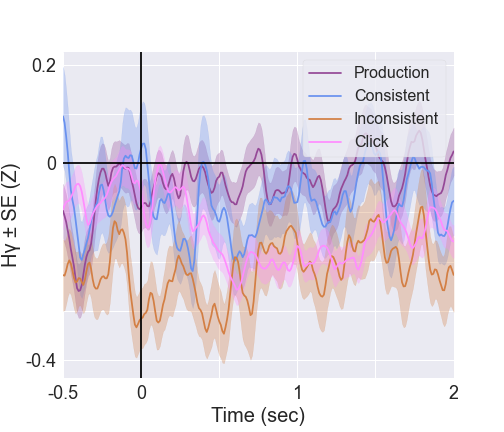 0.2
0
-0.4
Hγ ± SE (Z)
Production
Consistent
Inconsistent
Click
-0.5
0
1
2
Time (sec)